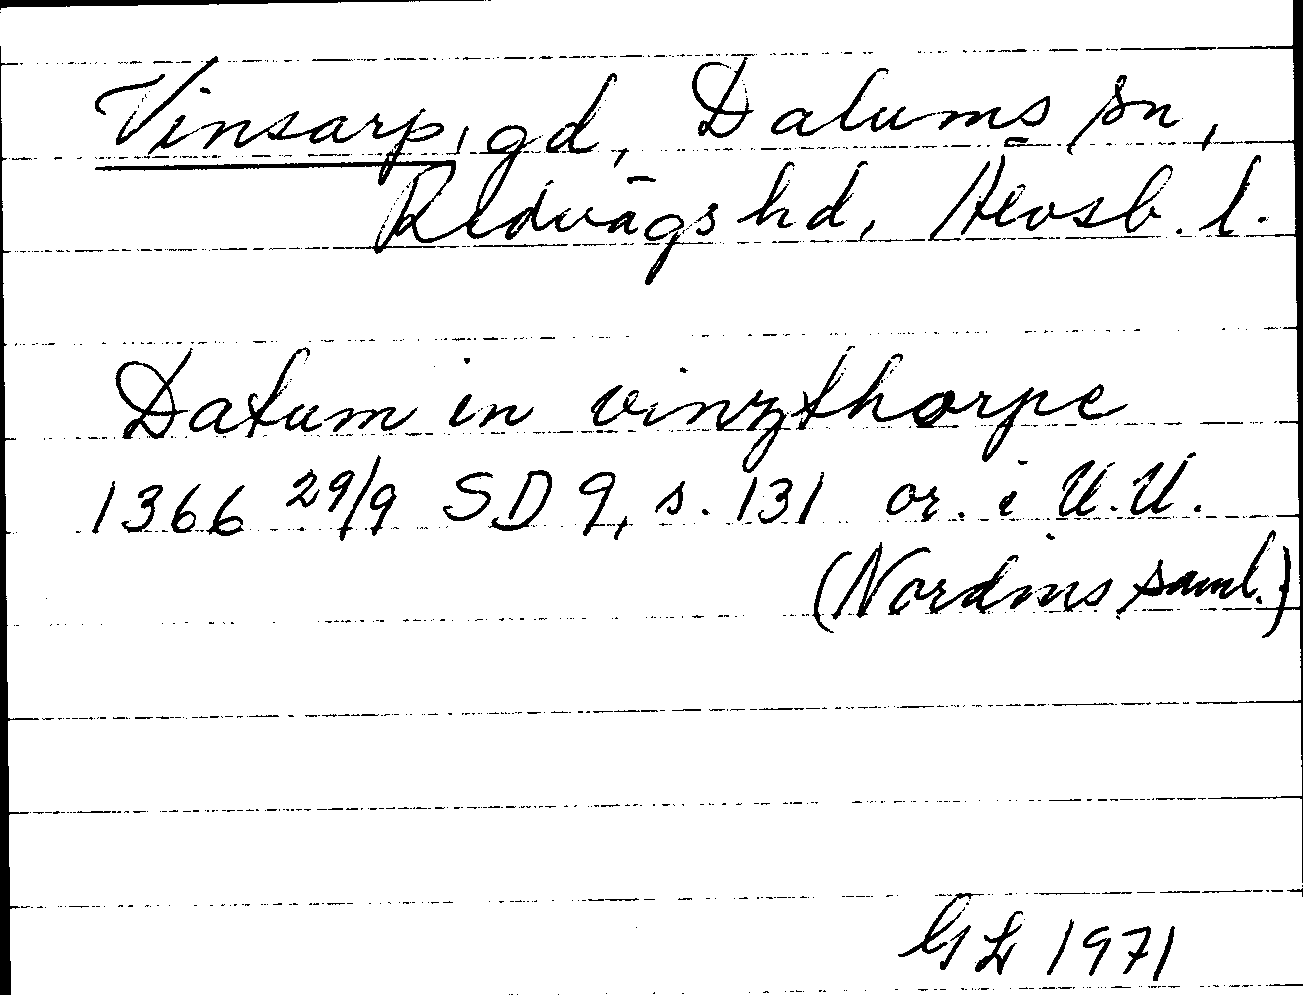 Vinsarp, gd, Dalums sn,
Redvägs hd, Älvsb. l.
Datum in vinzthorpe
1366 29/9 SD 9, s. 131 or. i U.U.
(Nordins saml.)
GL 1971